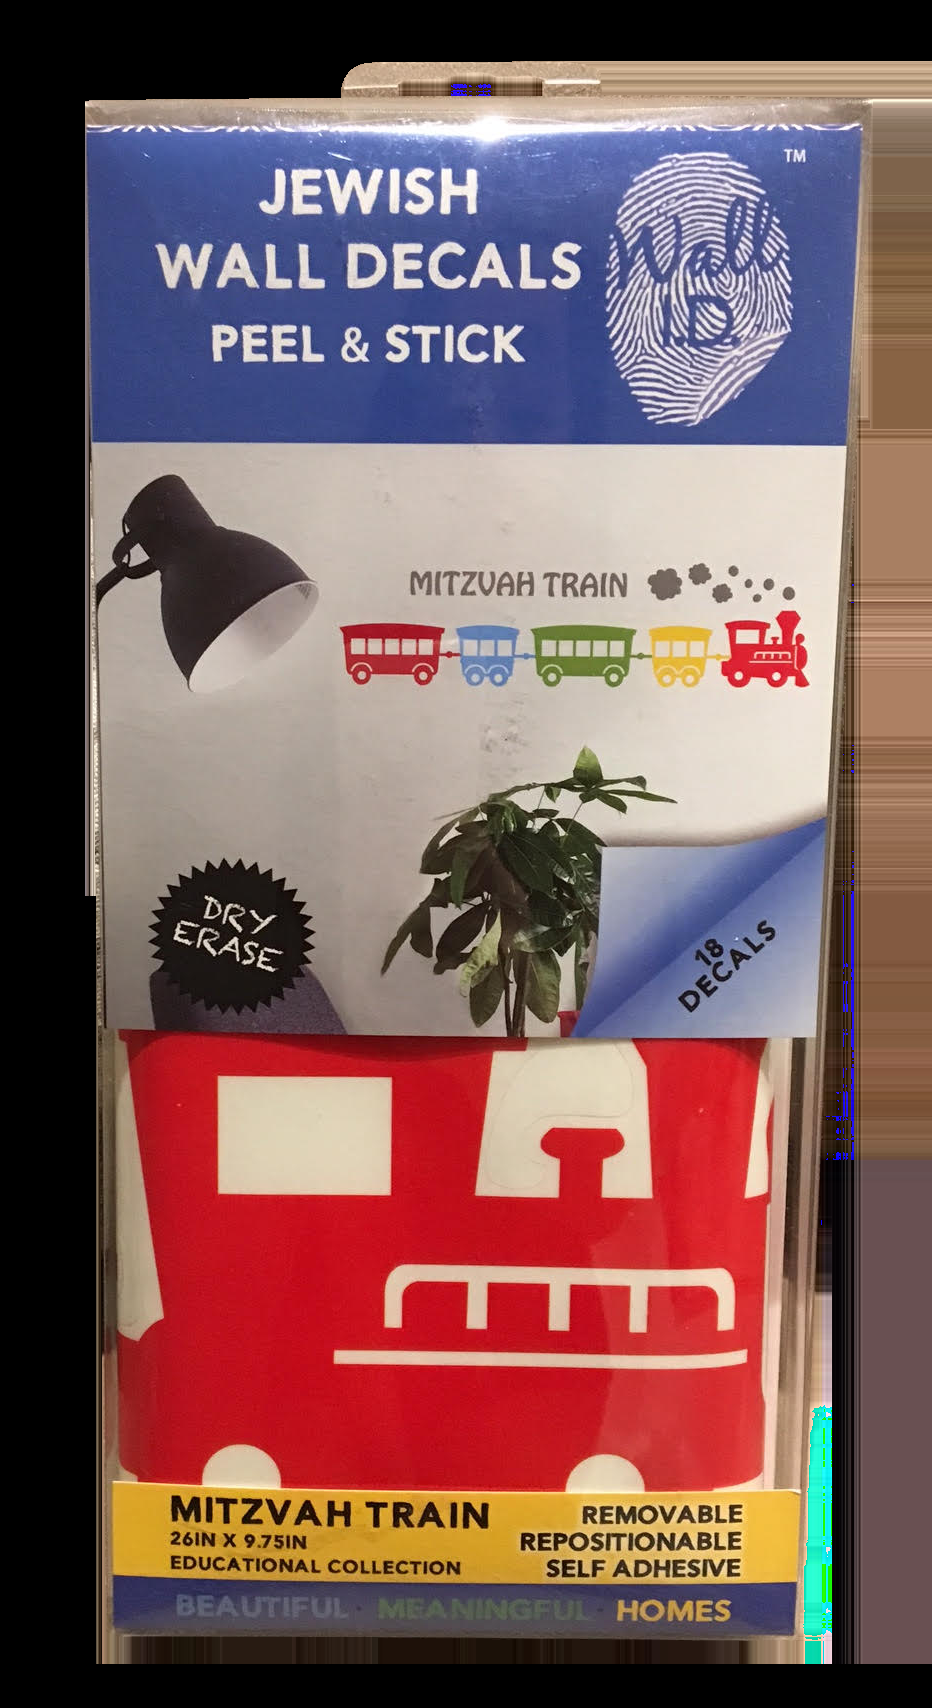 JEWISH
WALL DECALS
PEEL & STICK
Wall
ID
TM
MITZVAH TRAIN
DRY
ERASE
18
DECALS
MITZVAH TRAIN
26IN X 9.75IN
EDUCATIONAL COLLECTION
REMOVABLE
REPOSITIONABLE
SELF ADHESIVE
BEAUTIFUL · MEANINGFUL · HOMES